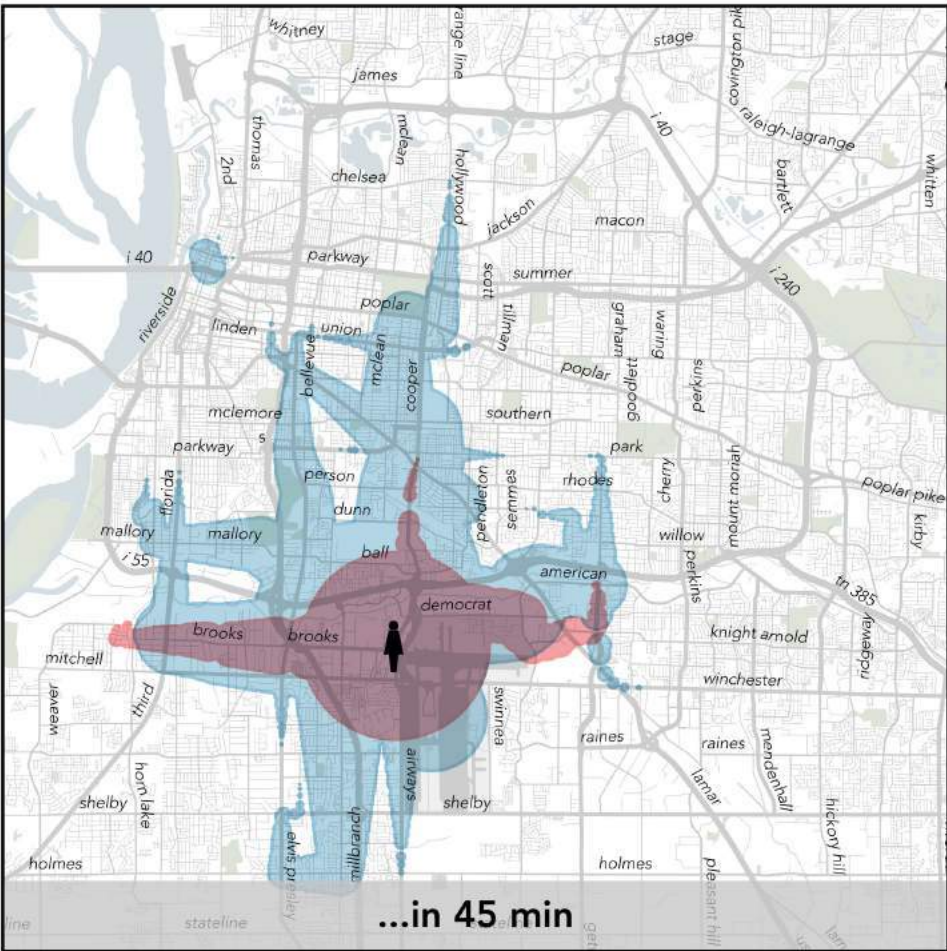 whitney
range line
stage
covington pike
james
i 40
raleigh-lagrange
thomas
mclean
2nd
chelsea
hollywood
bartlett
whitten
jackson
macon
i 40
parkway
scott
summer
i 240
riverside
poplar
linden
union
tillman
graham
waring
bellevue
mclean
cooper
poplar
goodlett
perkins
mclemore
southern
s
parkway
park
person
rhodes
florida
pendleton
semmes
cherry
mount moriah
poplar pike
dunn
mallory
mallory
willow
kirby
ball
i 55
american
perkins
tn 385
democrat
brooks
brooks
knight arnold
ridgeway
mitchell
winchester
weaver
third
swinnea
raines
raines
mendenhall
airways
horn lake
lamar
shelby
shelby
hickory hill
elvis presley
millbranch
holmes
holmes
pleasant hill
...in 45 min
line
stateline
stateline